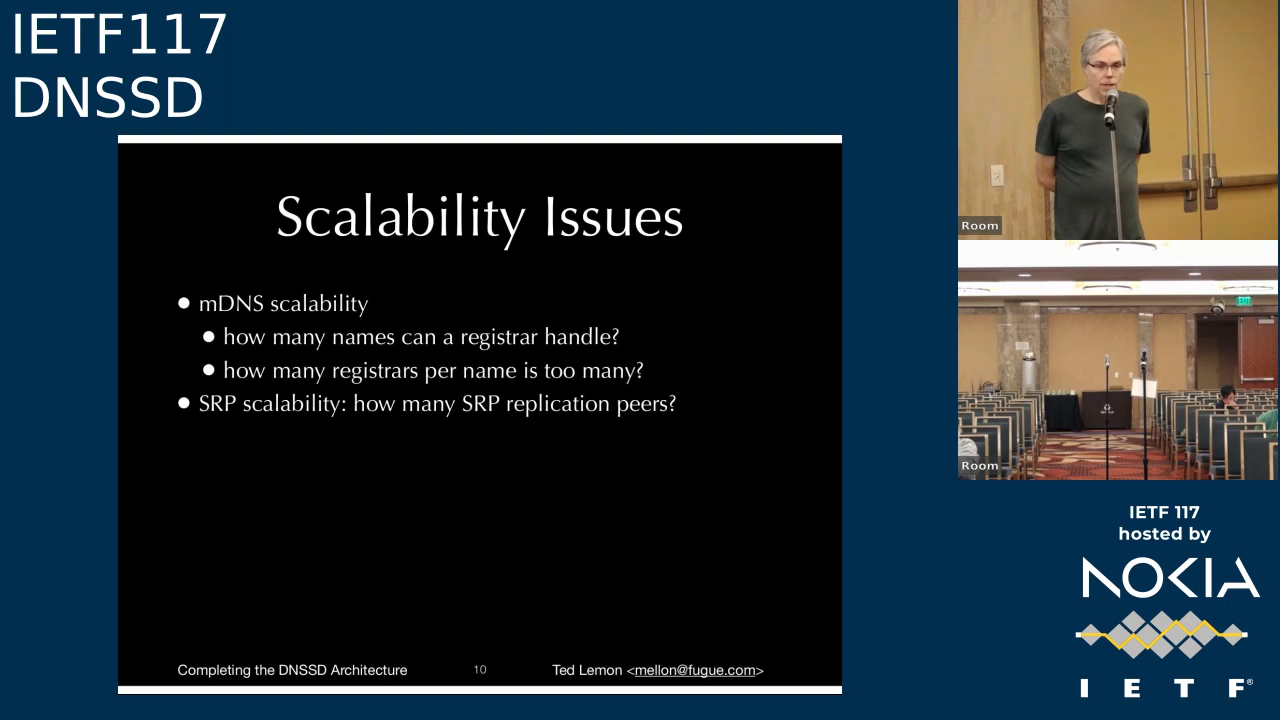 IETF117
DNSSD
Scalability Issues
● mDNS scalability
● how many names can a registrar handle?
● how many registrars per name is too many?
● SRP scalability: how many SRP replication peers?
Completing the DNSSD Architecture 10 Ted Lemon <mellon@fugue.com>
Room
EXIT
Room
IETF 117
hosted by
NOKIA
I E T F®